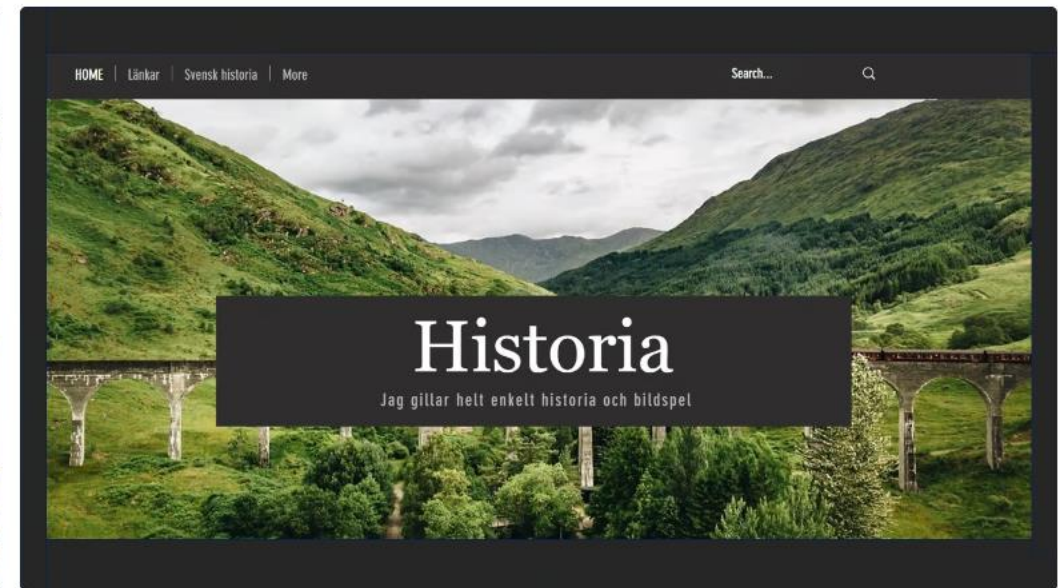 HOME | Länkar | Svensk historia | More Search...
Historia
Jag gillar helt enkelt historia och bildspel